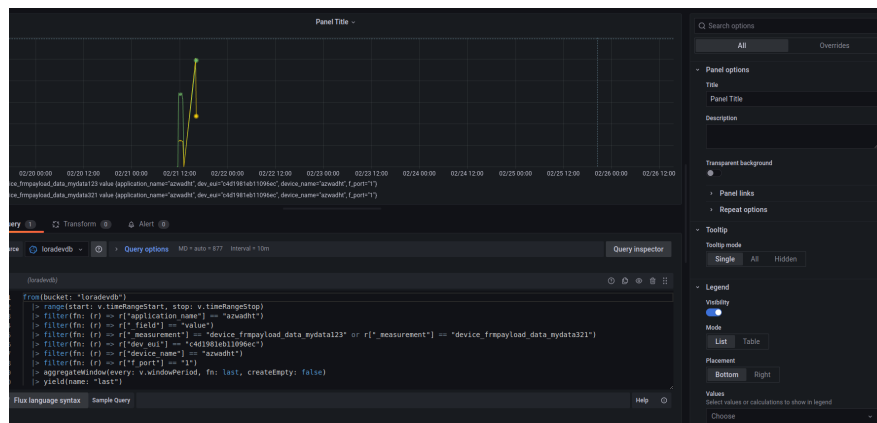 Panel Title
02/20 00:00 02/20 12:00 02/21 00:00 02/21 12:00 02/22 00:00 02/22 12:00 02/23 00:00 02/23 12:00 02/24 00:00 02/24 12:00 02/25 00:00 02/25 12:00 02/26 00:00 02/26 12:00
ice_frmpayload_data_mydata123 value {application_name="azwadht", dev_eui="c4d1981eb11096ec", device_name="azwadht", f_port="1"}
ice_frmpayload_data_mydata321 value {application_name="azwadht", dev_eui="c4d1981eb11096ec", device_name="azwadht", f_port="1"}
ery 1 Transform 0 Alert 0
rce loradevdb Query options MD = auto = 877 Interval = 10m Query inspector
(loradevdb)
from(bucket: "loradevdb")
|> range(start: v.timeRangeStart, stop: v.timeRangeStop)
|> filter(fn: (r) => r["application_name"] == "azwadht")
|> filter(fn: (r) => r["_field"] == "value")
|> filter(fn: (r) => r["_measurement"] == "device_frmpayload_data_mydata123" or r["_measurement"] == "device_frmpayload_data_mydata321")
|> filter(fn: (r) => r["dev_eui"] == "c4d1981eb11096ec")
|> filter(fn: (r) => r["device_name"] == "azwadht")
|> filter(fn: (r) => r["f_port"] == "1")
|> aggregateWindow(every: v.windowPeriod, fn: last, createEmpty: false)
|> yield(name: "last")
Flux language syntax Sample Query Help
Search options
All Overrides
Panel options
Title
Panel Title
Description
Transparent background
Panel links
Repeat options
Tooltip
Tooltip mode
Single All Hidden
Legend
Visibility
Mode
List Table
Placement
Bottom Right
Values
Select values or calculations to show in legend
Choose